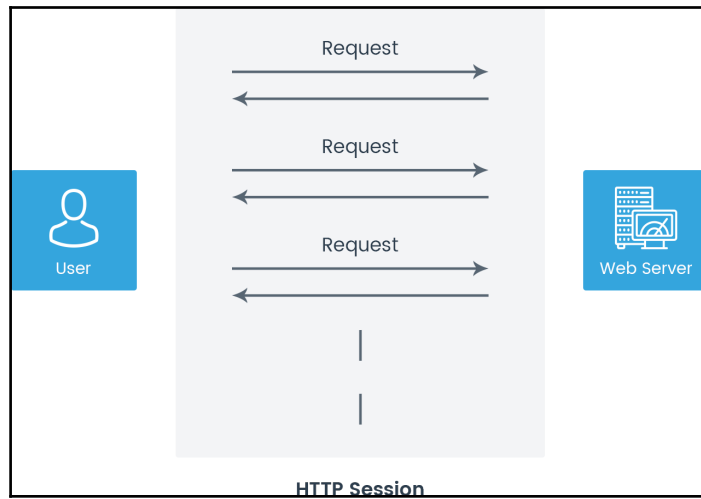 Request
Request
Request
User
Web Server
HTTP Session